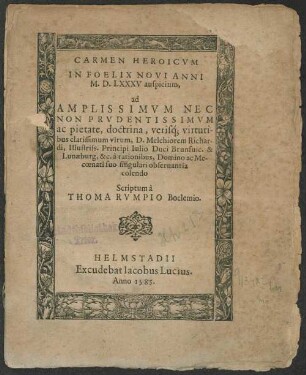 CARMEN HEROICVM
IN FOELIX NOVI ANNI
M. D. LXXXV auspicium,
ad
AMPLISSIMVM NEC
NON PRVDENTISSIMVM
ac pietate, doctrina, verisq; virtuti-
bus clarissimum virum, D. Melchiorem Richar-
di, Illustriss. Principi Iulio Duci Brunsuic. &
Lunæburg, &c. à rationibus, Domino ac Me-
cœnati suo singulari obseruantia
colendo
Scriptum à
THOMA RVMPIO Boclemio.
HELMSTADII
Excudebat Iacobus Lucius.
Anno 1585.